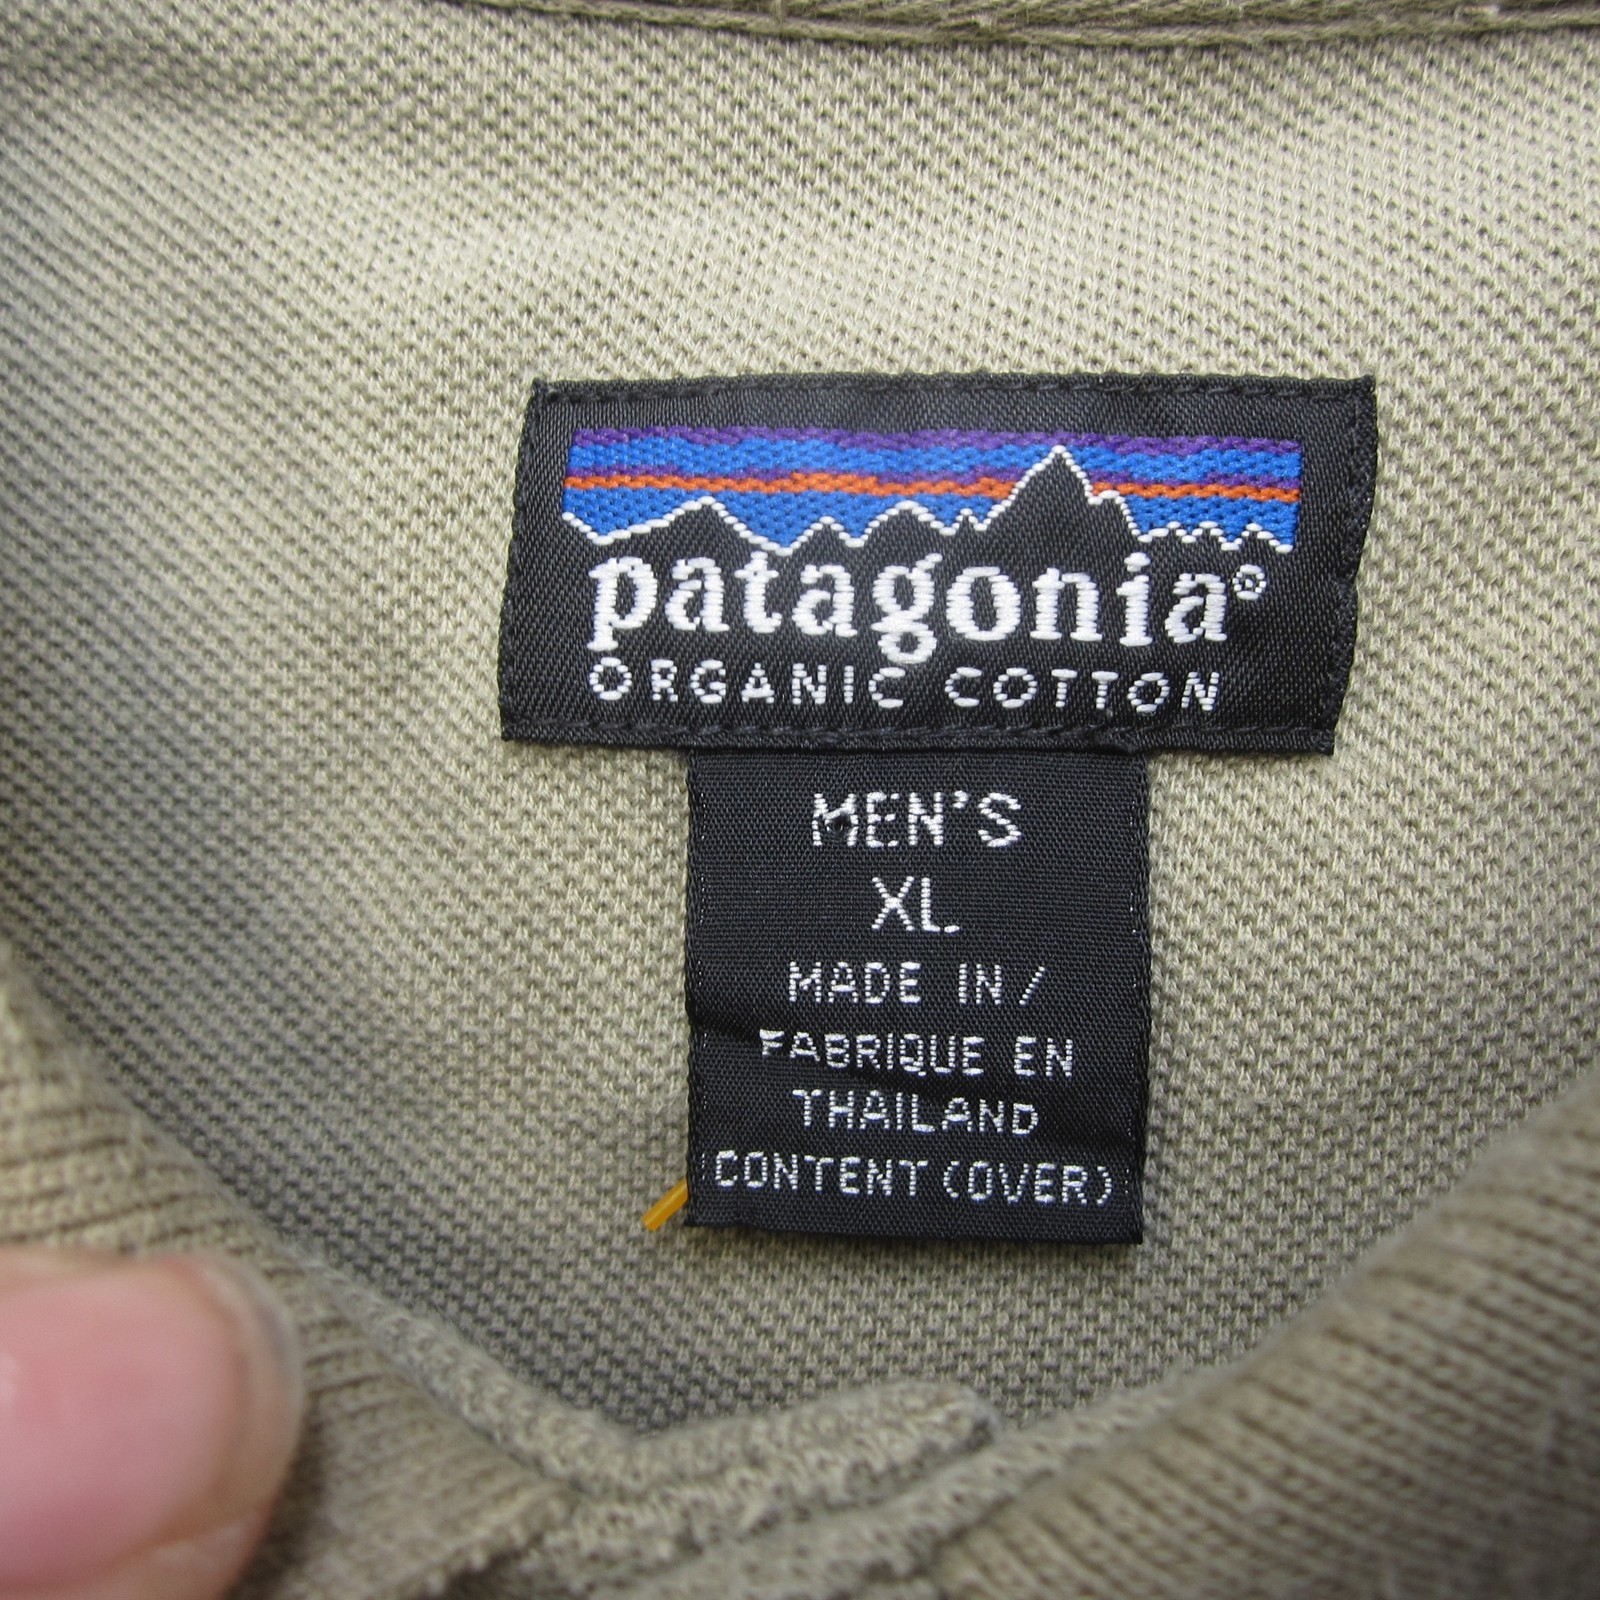 patagonia®
ORGANIC COTTON
MEN'S
XL
MADE IN /
FABRIQUE EN
THAILAND
CONTENT (OVER)